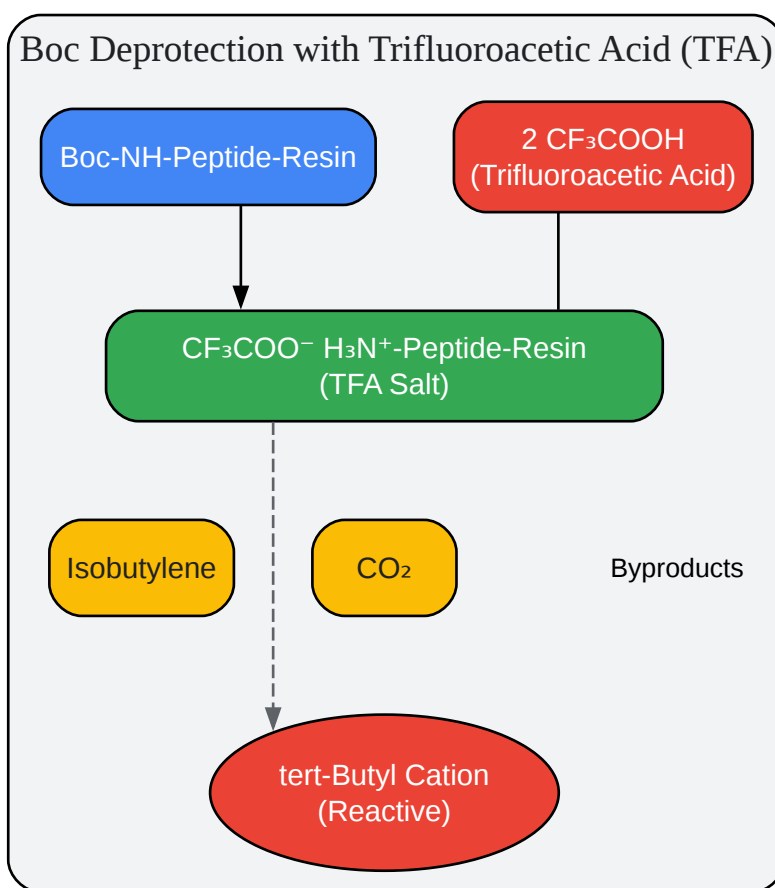 Boc Deprotection with Trifluoroacetic Acid (TFA)
Boc-NH-Peptide-Resin
2 CF₃COOH
(Trifluoroacetic Acid)
CF₃COO⁻ H₃N⁺-Peptide-Resin
(TFA Salt)
Isobutylene
CO₂
Byproducts
tert-Butyl Cation
(Reactive)